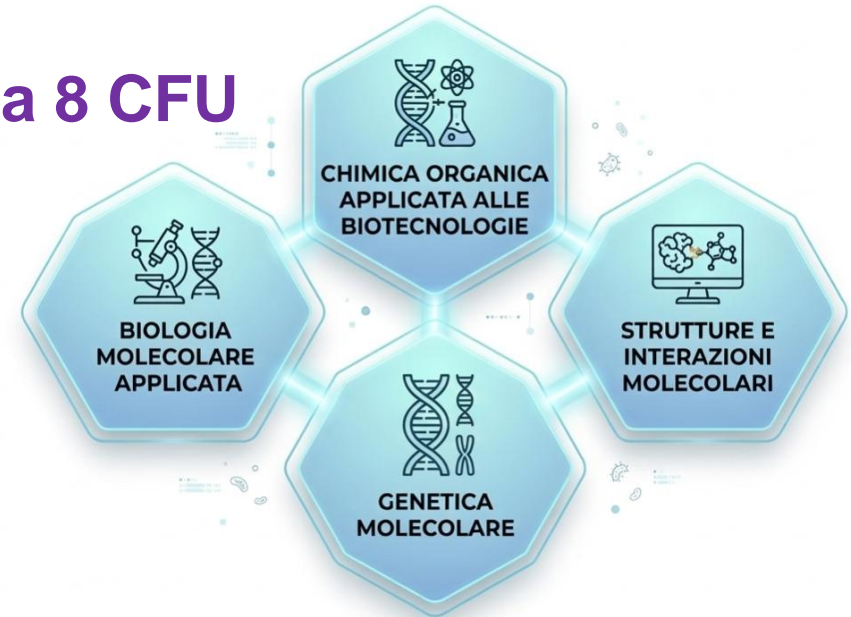 a 8 CFU
CHIMICA ORGANICA
APPLICATA ALLE
BIOTECNOLOGIE
BIOLOGIA
MOLECOLARE
APPLICATA
STRUTTURE E
INTERAZIONI
MOLECOLARI
GENETICA
MOLECOLARE